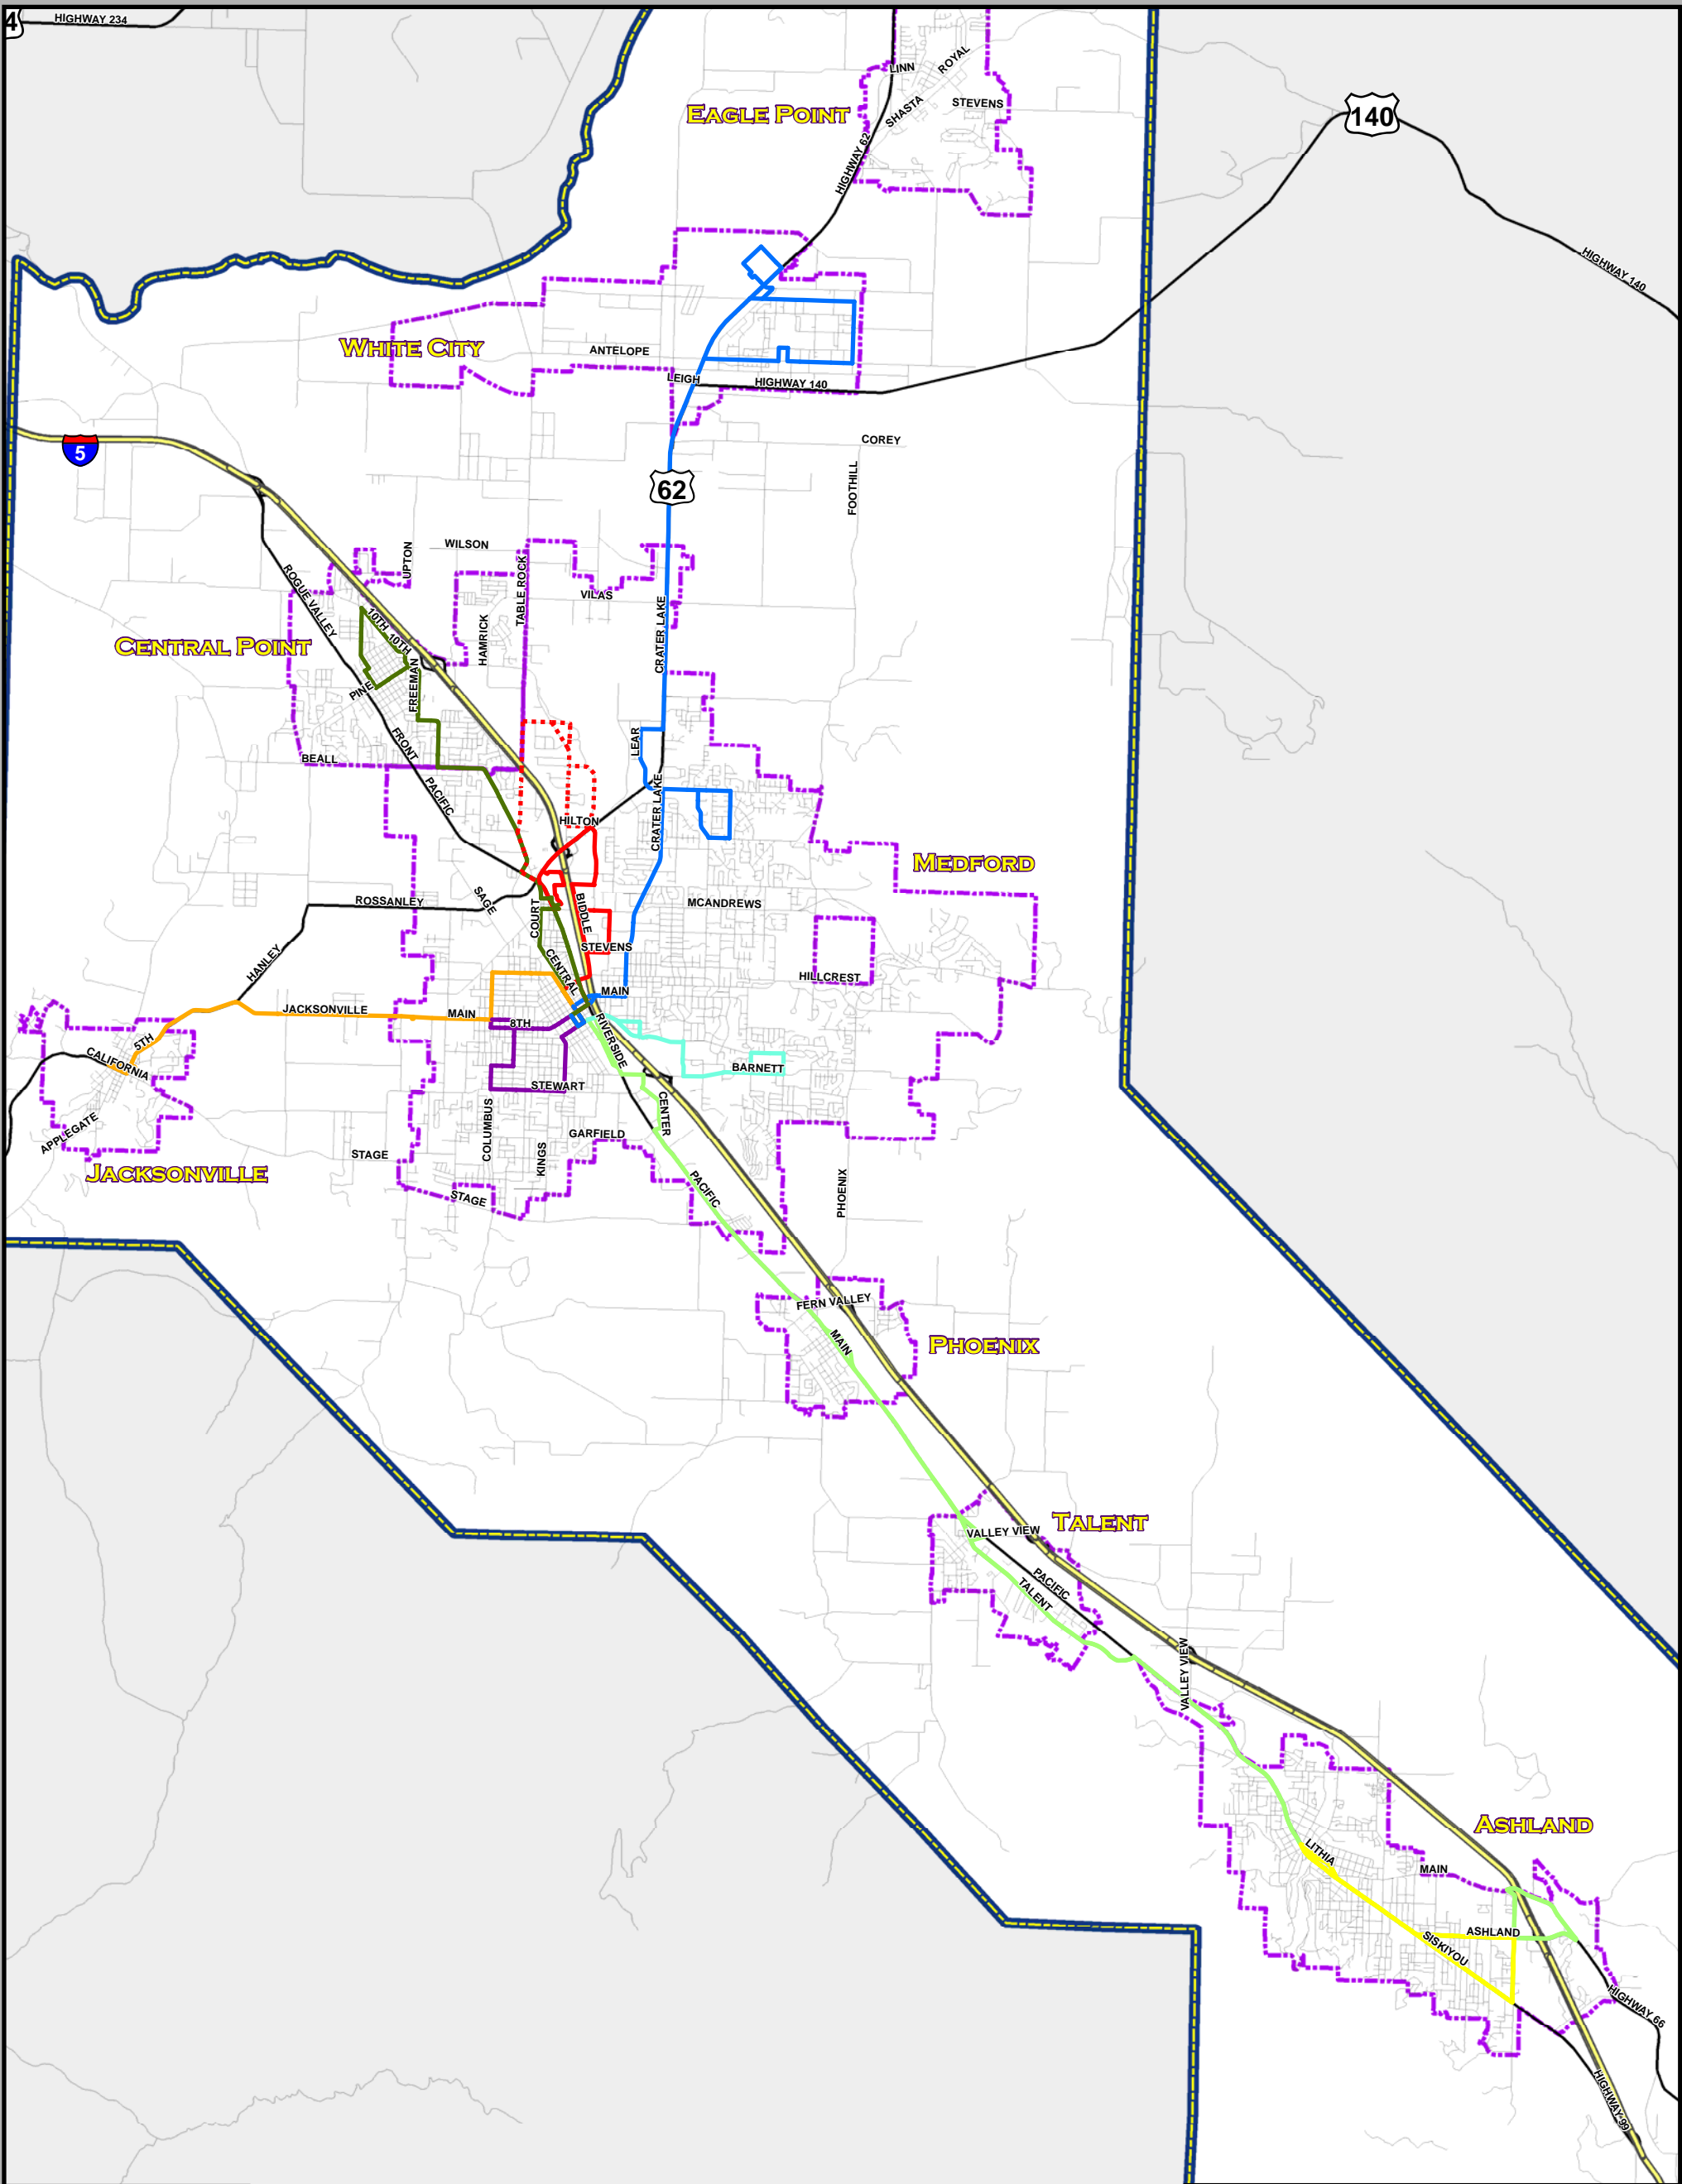 4
HIGHWAY 234
LINN
ROYAL
SHASTA
STEVENS
EAGLE POINT
HIGHWAY 62
140
HIGHWAY 140
WHITE CITY
ANTELOPE
LEIGH
HIGHWAY 140
COREY
5
62
FOOTHILL
UPTON
WILSON
TABLE ROCK
VILAS
ROGUE VALLEY
10TH
10TH
HAMRICK
CRATER LAKE
CENTRAL POINT
FREEMAN
PINE
FRONT
LEAR
BEALL
PACIFIC
CRATER LAKE
HILTON
MEDFORD
SAGE
ROSSANLEY
COURT
BIDDLE
MCANDREWS
STEVENS
HANLEY
CENTRAL
HILLCREST
MAIN
JACKSONVILLE
MAIN
8TH
RIVERSIDE
5TH
CALIFORNIA
BARNETT
STEWART
CENTER
APPLEGATE
COLUMBUS
GARFIELD
KINGS
STAGE
JACKSONVILLE
STAGE
PACIFIC
PHOENIX
FERN VALLEY
MAIN
PHOENIX
TALENT
VALLEY VIEW
PACIFIC
TALENT
VALLEY VIEW
ASHLAND
LITHIA
MAIN
ASHLAND
SISKIYOU
HIGHWAY 66
HIGHWAY 99